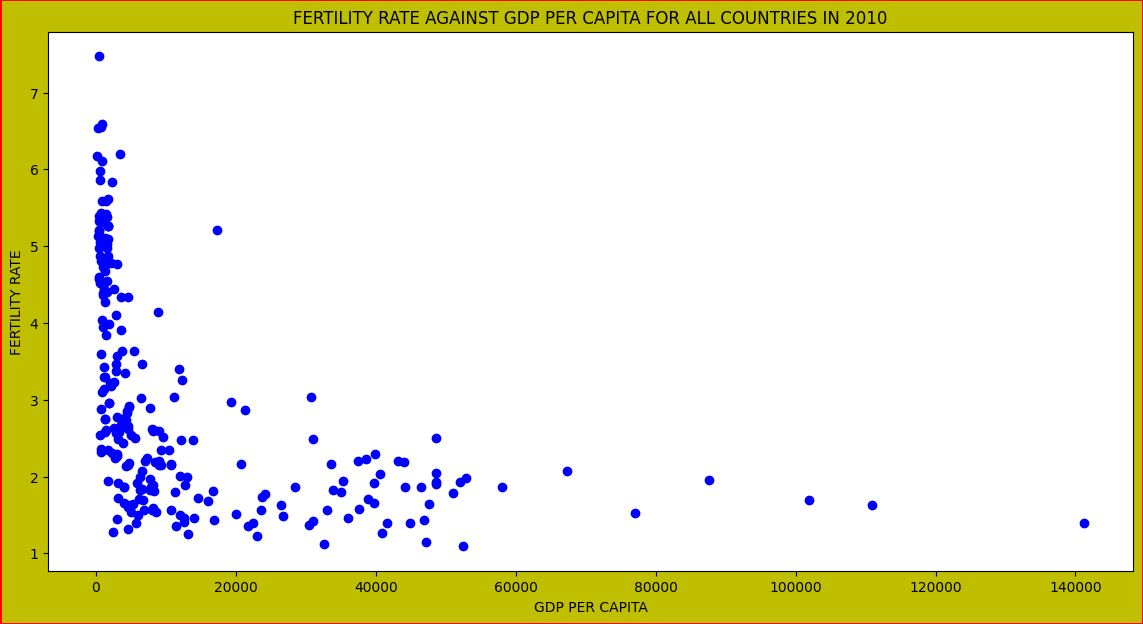 FERTILITY RATE AGAINST GDP PER CAPITA FOR ALL COUNTRIES IN 2010
FERTILITY RATE
7
6
5
4
3
2
1
0 20000 40000 60000 80000 100000 120000 140000
GDP PER CAPITA